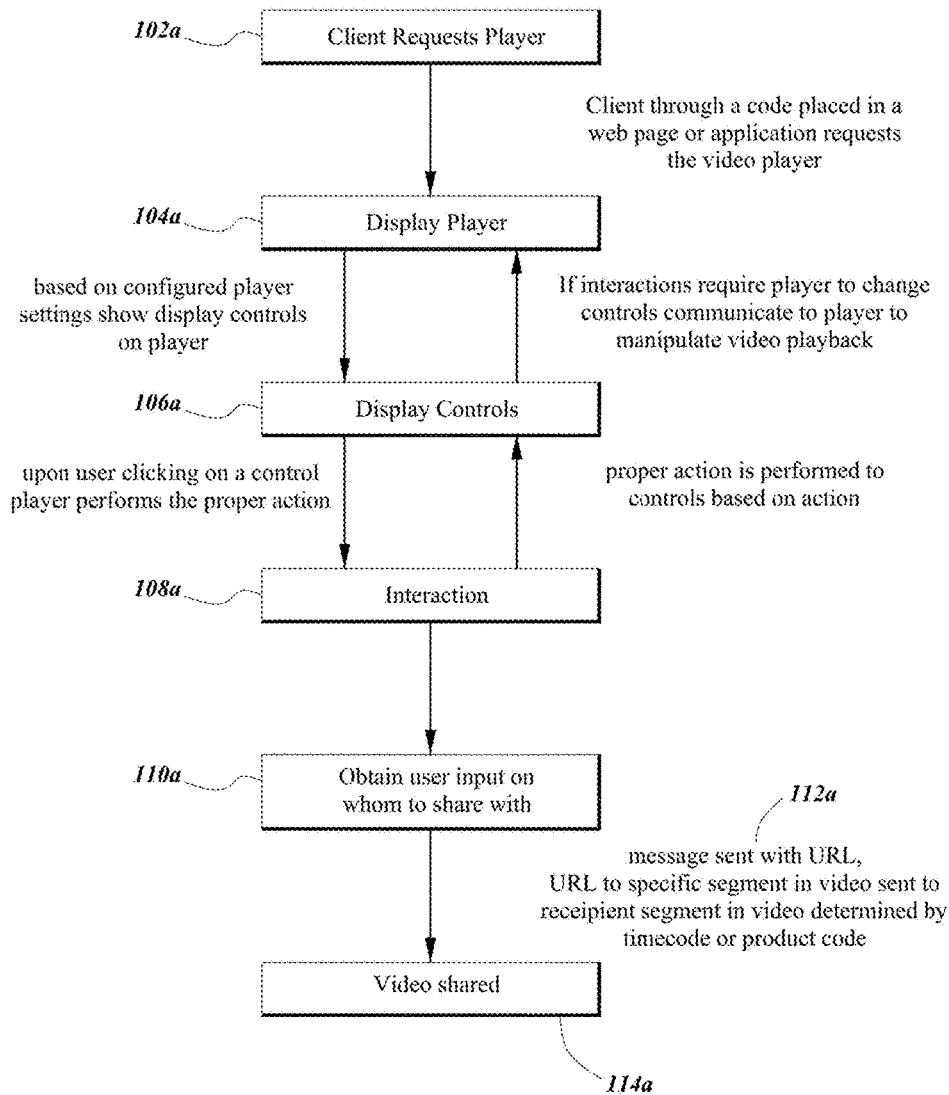 102a
Client Requests Player
Client through a code placed in a
web page or application requests
the video player
104a
Display Player
based on configured player
settings show display controls
on player
If interactions require player to change
controls communicate to player to
manipulate video playback
106a
Display Controls
upon user clicking on a control
player performs the proper action
proper action is performed to
controls based on action
108a
Interaction
110a
Obtain user input on
whom to share with
112a
message sent with URL,
URL to specific segment in video sent to
receipient segment in video determined by
timecode or product code
Video shared
114a